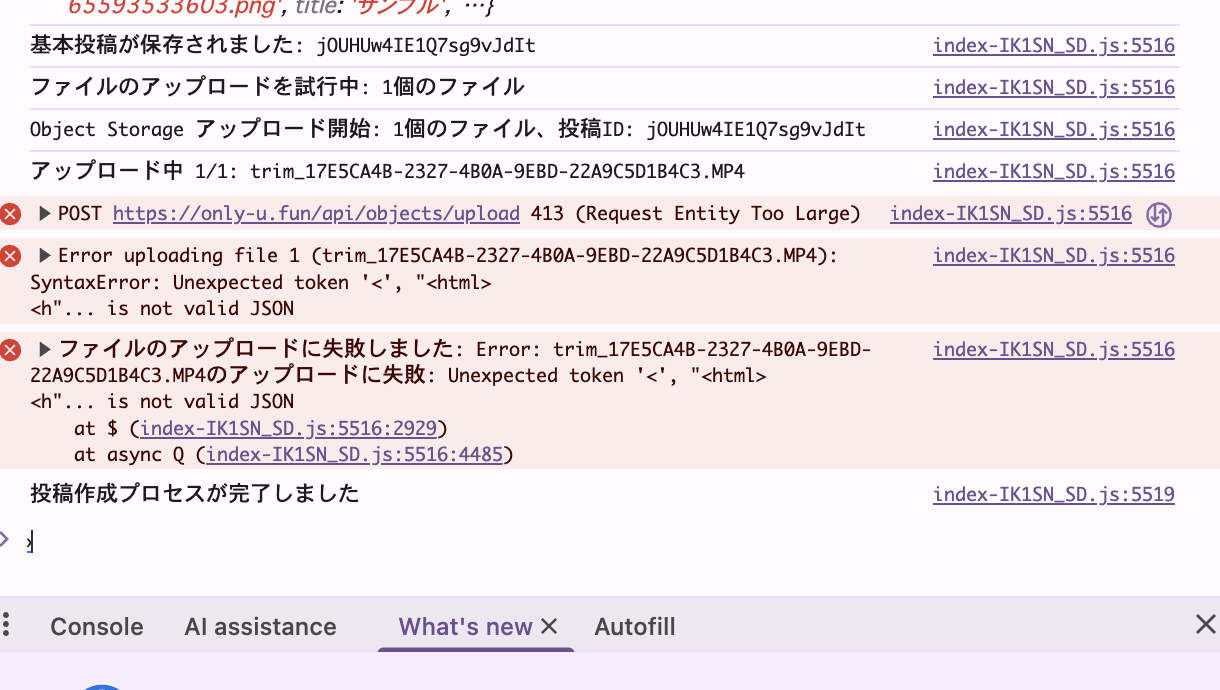 65593533603.png', title: 'サンプル', …}
基本投稿が保存されました: jOUHUw4IE1Q7sg9vJdIt index-IK1SN_SD.js:5516
ファイルのアップロードを試行中: 1個のファイル index-IK1SN_SD.js:5516
Object Storage アップロード開始: 1個のファイル、投稿ID: jOUHUw4IE1Q7sg9vJdIt index-IK1SN_SD.js:5516
アップロード中 1/1: trim_17E5CA4B-2327-4B0A-9EBD-22A9C5D1B4C3.MP4 index-IK1SN_SD.js:5516
POST https://only-u.fun/api/objects/upload 413 (Request Entity Too Large) index-IK1SN_SD.js:5516
Error uploading file 1 (trim_17E5CA4B-2327-4B0A-9EBD-22A9C5D1B4C3.MP4): index-IK1SN_SD.js:5516
SyntaxError: Unexpected token '<', "<html>
<h"... is not valid JSON
ファイルのアップロードに失敗しました: Error: trim_17E5CA4B-2327-4B0A-9EBD- index-IK1SN_SD.js:5516
22A9C5D1B4C3.MP4のアップロードに失敗: Unexpected token '<', "<html>
<h"... is not valid JSON
at $ (index-IK1SN_SD.js:5516:2929)
at async Q (index-IK1SN_SD.js:5516:4485)
投稿作成プロセスが完了しました index-IK1SN_SD.js:5519
Console AI assistance What's new Autofill